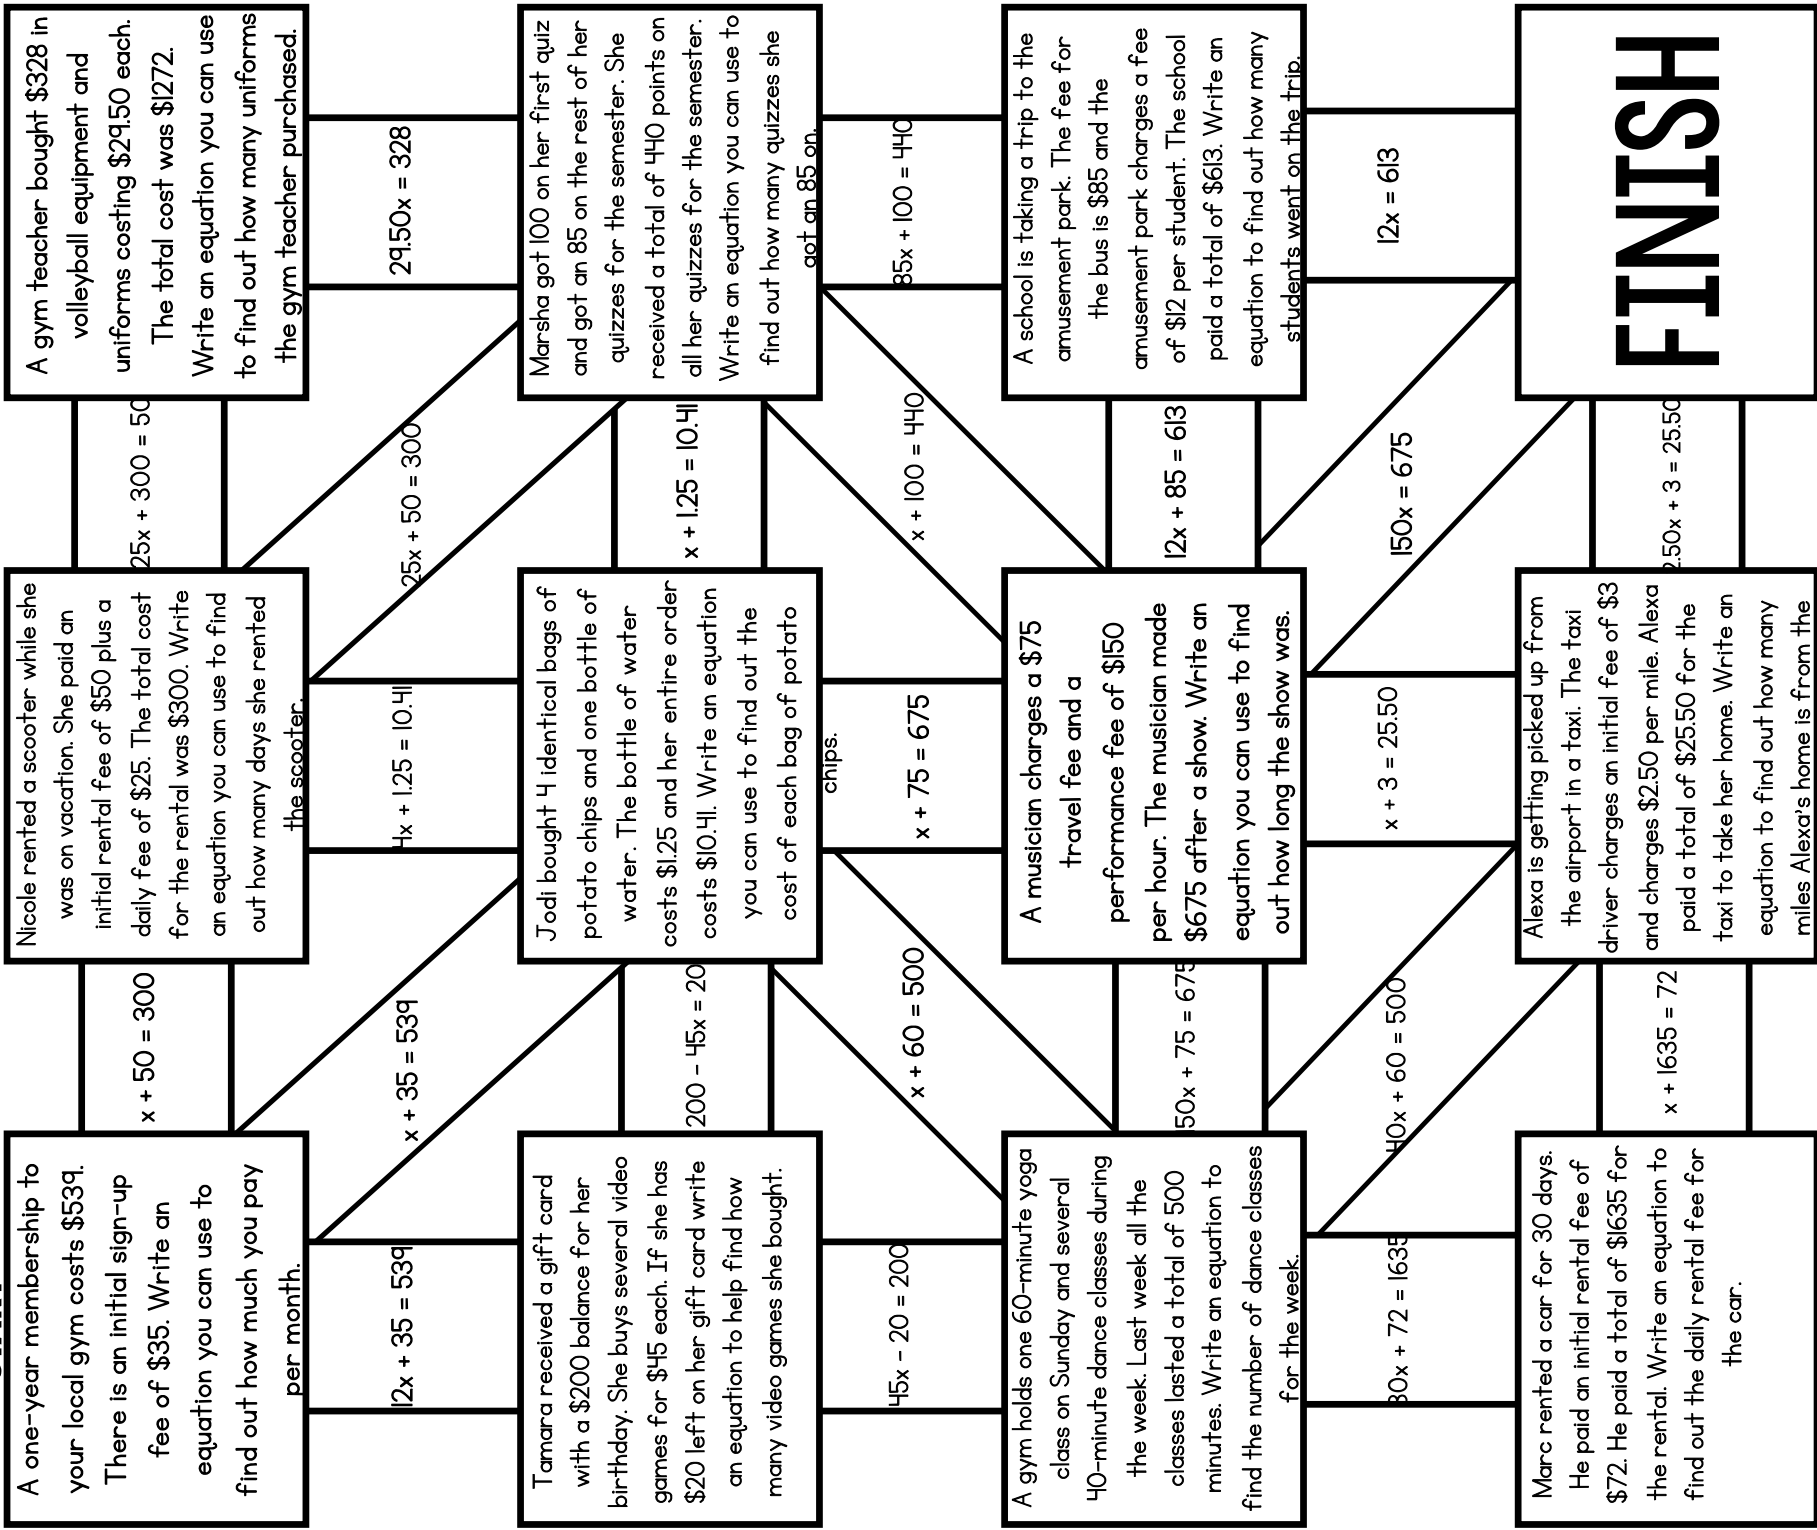 A one-year membership to
your local gym costs $539.
There is an initial sign-up
fee of $35. Write an
equation you can use to
find out how much you pay
per month.
x + 50 = 300
Nicole rented a scooter while she
was on vacation. She paid an
initial rental fee of $50 plus a
daily fee of $25. The total cost
for the rental was $300. Write
an equation you can use to find
out how many days she rented
the scooter.
25x + 300 = 50
A gym teacher bought $328 in
volleyball equipment and
uniforms costing $29.50 each.
The total cost was $1272.
Write an equation you can use
to find out how many uniforms
the gym teacher purchased.
12x + 35 = 539
x + 35 = 539
4x + 1.25 = 10.41
25x + 50 = 300
29.50x = 328
Tamara received a gift card
with a $200 balance for her
birthday. She buys several video
games for $45 each. If she has
$20 left on her gift card write
an equation to help find how
many video games she bought.
200 - 45x = 20
Jodi bought 4 identical bags of
potato chips and one bottle of
water. The bottle of water
costs $1.25 and her entire order
costs $10.41. Write an equation
you can use to find out the
cost of each bag of potato
chips.
x + 1.25 = 10.41
Marsha got 100 on her first quiz
and got an 85 on the rest of her
quizzes for the semester. She
received a total of 440 points on
all her quizzes for the semester.
Write an equation you can use to
find out how many quizzes she
got an 85 on.
45x - 20 = 200
x + 60 = 500
x + 75 = 675
x + 100 = 440
85x + 100 = 440
A gym holds one 60-minute yoga
class on Sunday and several
40-minute dance classes during
the week. Last week all the
classes lasted a total of 500
minutes. Write an equation to
find the number of dance classes
for the week.
50x + 75 = 675
A musician charges a $75
travel fee and a
performance fee of $150
per hour. The musician made
$675 after a show. Write an
equation you can use to find
out how long the show was.
12x + 85 = 613
A school is taking a trip to the
amusement park. The fee for
the bus is $85 and the
amusement park charges a fee
of $12 per student. The school
paid a total of $613. Write an
equation to find out how many
students went on the trip.
30x + 72 = 1635
40x + 60 = 500
x + 3 = 25.50
150x = 675
12x = 613
Marc rented a car for 30 days.
He paid an initial rental fee of
$72. He paid a total of $1635 for
the rental. Write an equation to
find out the daily rental fee for
the car.
x + 1635 = 72
Alexa is getting picked up from
the airport in a taxi. The taxi
driver charges an initial fee of $3
and charges $2.50 per mile. Alexa
paid a total of $25.50 for the
taxi to take her home. Write an
equation to find out how many
miles Alexa's home is from the
2.50x + 3 = 25.50
FINISH